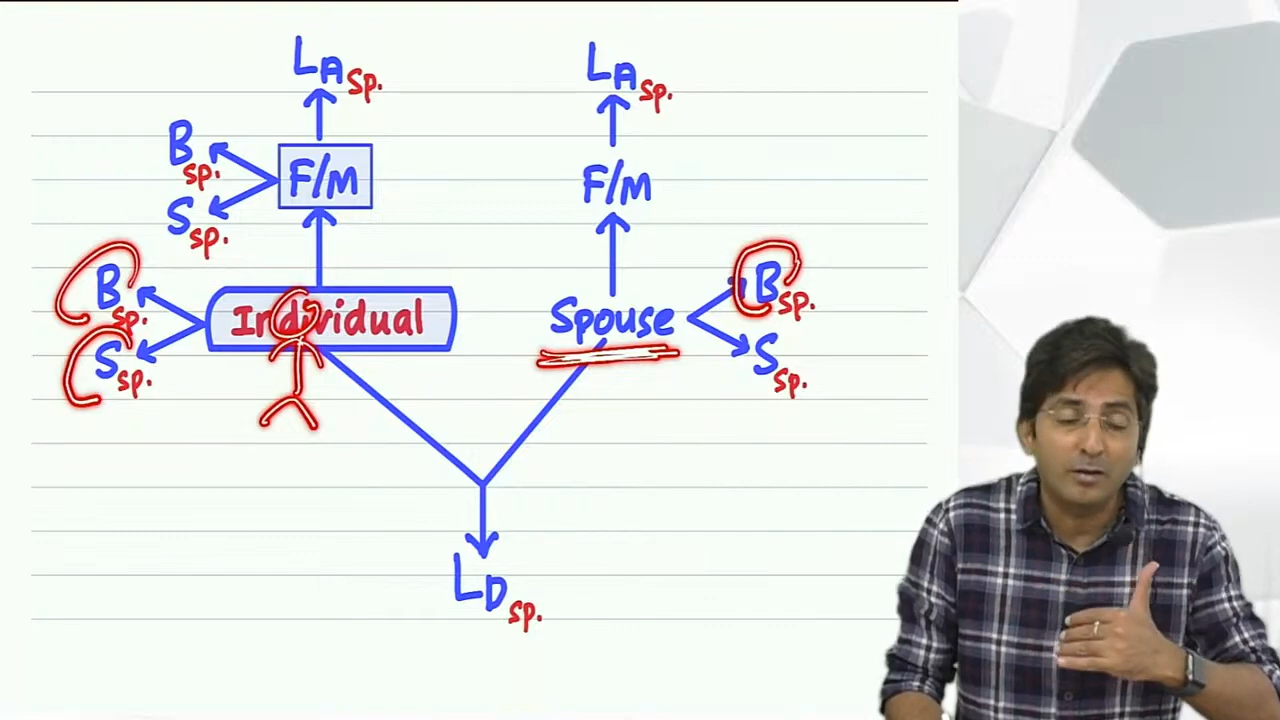 LA sp. LA sp.
B sp. F/M F/M
S sp.
B sp. Individual Spouse B sp.
S sp. S sp.
LD sp.